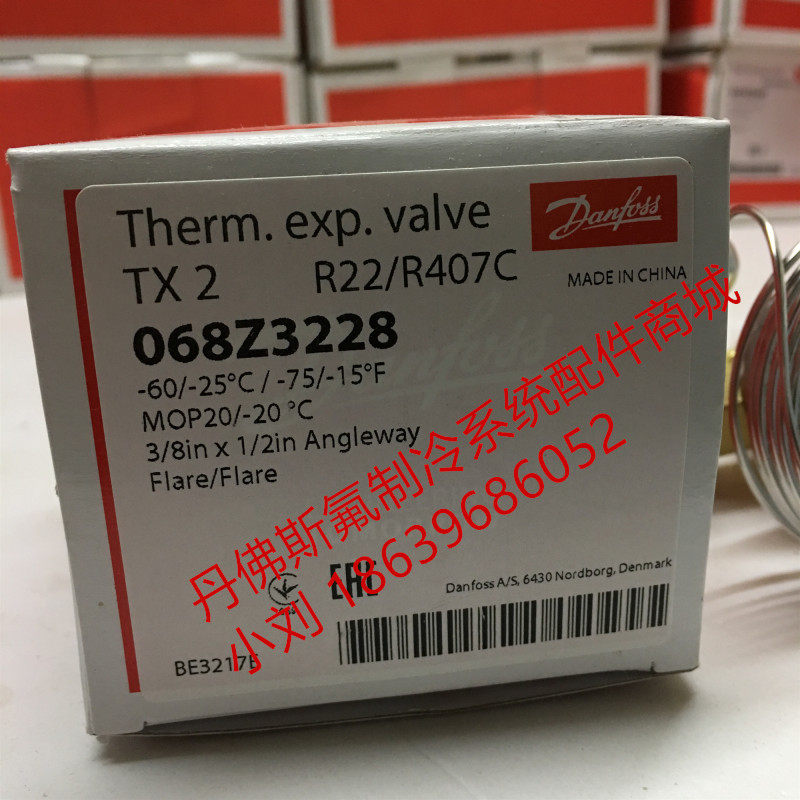 Therm. exp. valve
Danfoss
TX 2 R22/R407C
MADE IN CHINA
068Z3228
-60/-25°C / -75/-15°F
MOP20/-20 °C
3/8in x 1/2in Angleway
Flare/Flare
丹佛斯氟制冷系统配件商城
小刘 18639686052
EAC
Danfoss A/S, 6430 Nordborg, Denmark
BE3217E